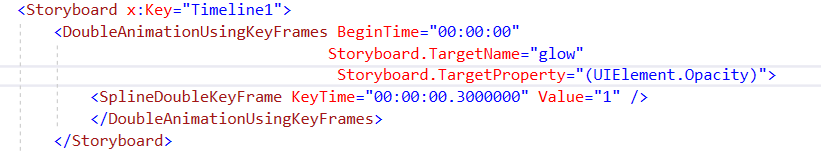 <Storyboard x:Key="Timeline1">
<DoubleAnimationUsingKeyFrames BeginTime="00:00:00"
Storyboard.TargetName="glow"
Storyboard.TargetProperty="(UIElement.Opacity)">
<SplineDoubleKeyFrame KeyTime="00:00:00.3000000" Value="1" />
</DoubleAnimationUsingKeyFrames>
</Storyboard>